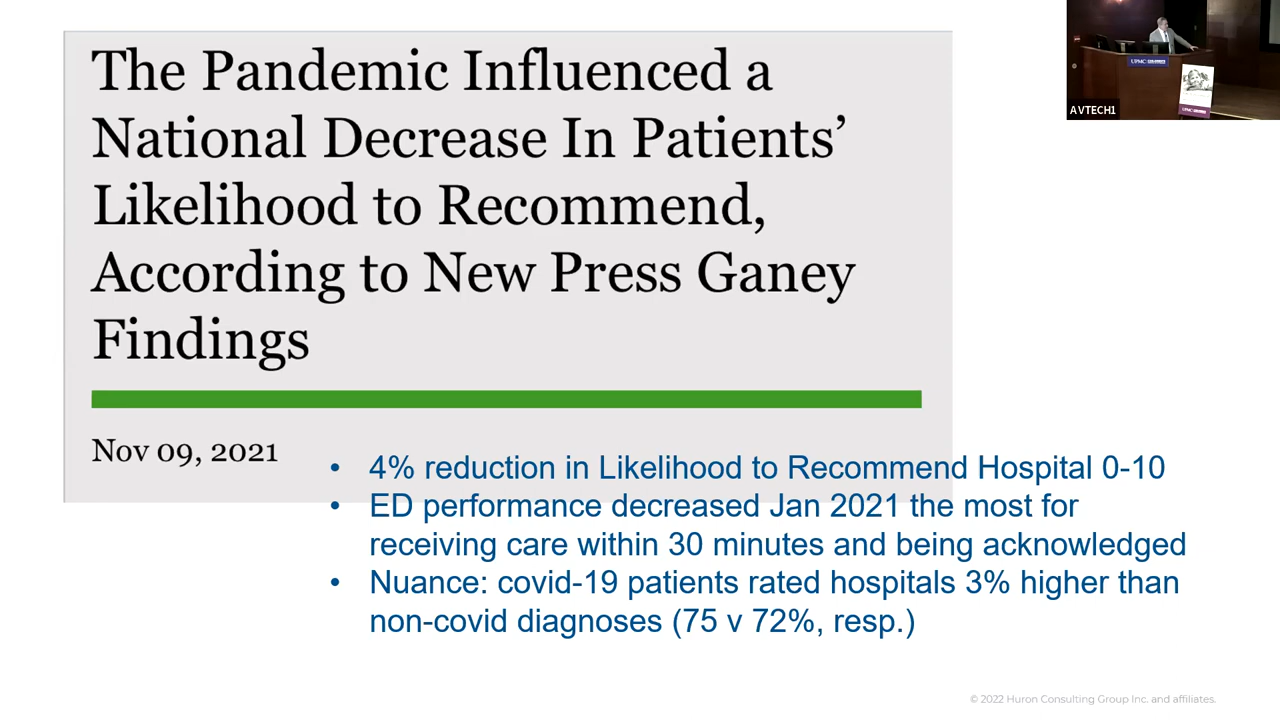 The Pandemic Influenced a
National Decrease In Patients’
Likelihood to Recommend,
According to New Press Ganey
Findings
Nov 09, 2021
• 4% reduction in Likelihood to Recommend Hospital 0-10
• ED performance decreased Jan 2021 the most for
receiving care within 30 minutes and being acknowledged
• Nuance: covid-19 patients rated hospitals 3% higher than
non-covid diagnoses (75 v 72%, resp.)
AVTECH1
UPMC
© 2022 Huron Consulting Group Inc. and affiliates.